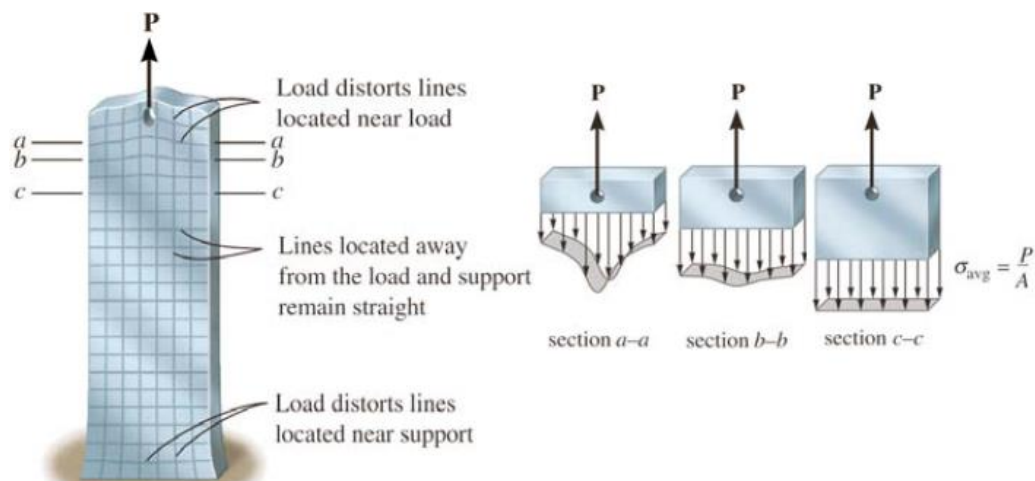 P
Load distorts lines
located near load
a a
b b
c c
Lines located away
from the load and support
remain straight
Load distorts lines
located near support
P P P
σavg = P/A
section a–a section b–b section c–c